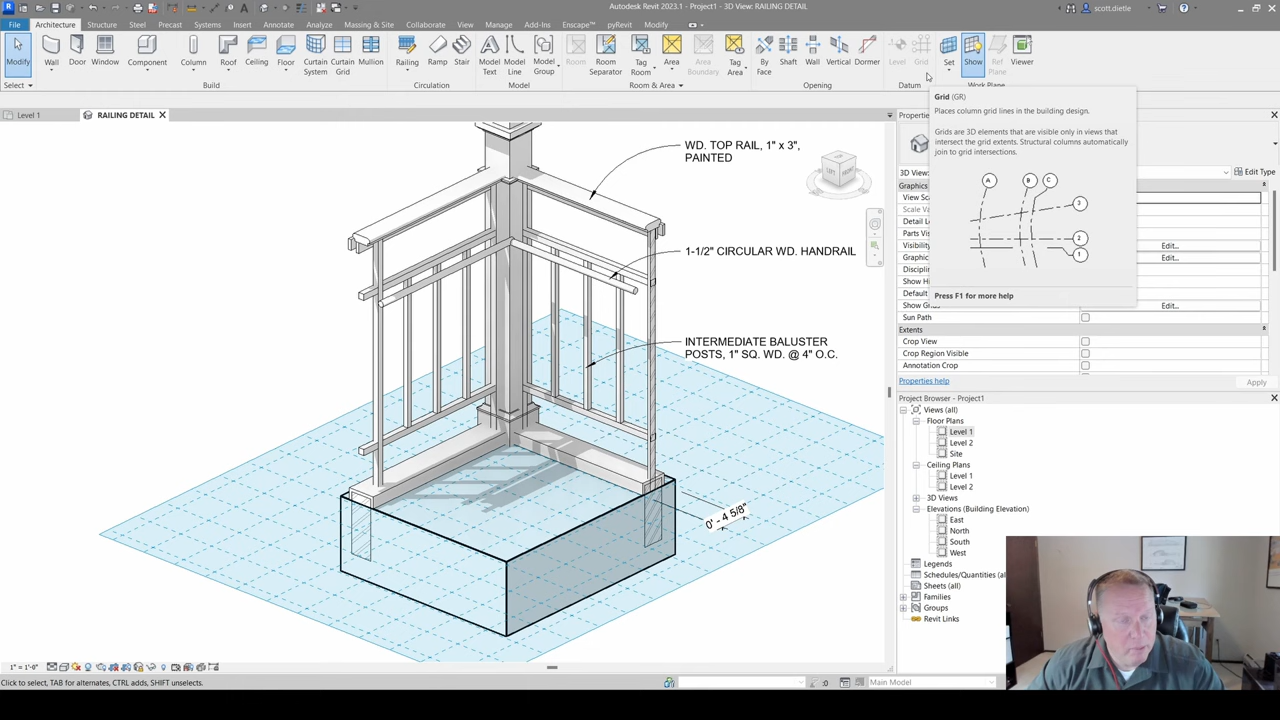 Autodesk Revit 2023.1 - Project1 - 3D View: RAILING DETAIL
scott.dietle
File Architecture Structure Steel Precast Systems Insert Annotate Analyze Massing & Site Collaborate View Manage Add-Ins Enscape™ pyRevit Modify
Modify Wall Door Window Component Column Roof Ceiling Floor Curtain System Curtain Grid Mullion Railing Ramp Stair Model Text Model Line Model Group Room Room Separator Tag Room Area Area Boundary Tag Area By Face Shaft Wall Vertical Dormer Level Grid Set Show Ref Plane Viewer
Select Build Circulation Model Room & Area Opening Datum Work Plane
Level 1 RAILING DETAIL
WD. TOP RAIL, 1" x 3",
PAINTED
LEFT FRONT
1-1/2" CIRCULAR WD. HANDRAIL
INTERMEDIATE BALUSTER
POSTS, 1" SQ. WD. @ 4" O.C.
0' - 4 5/8"
Grid (GR)
Places column grid lines in the building design.
Grids are 3D elements that are visible only in views that
intersect the grid extents. Structural columns automatically
join to grid intersections.
A B C
3
2
1
Press F1 for more help
Properties
3D View: Edit Type
Graphics
View Sca
Scale Va
Detail L
Parts Vis
Visibility Edit...
Graphic Edit...
Disciplin
Show Hi
Default
Show Grids Edit...
Sun Path
Extents
Crop View
Crop Region Visible
Annotation Crop
Properties help Apply
Project Browser - Project1
Views (all)
Floor Plans
Level 1
Level 2
Site
Ceiling Plans
Level 1
Level 2
3D Views
Elevations (Building Elevation)
East
North
South
West
Legends
Schedules/Quantities (all
Sheets (all)
Families
Groups
Revit Links
1" = 1'-0"
Click to select, TAB for alternates, CTRL adds, SHIFT unselects.
:0 Main Model